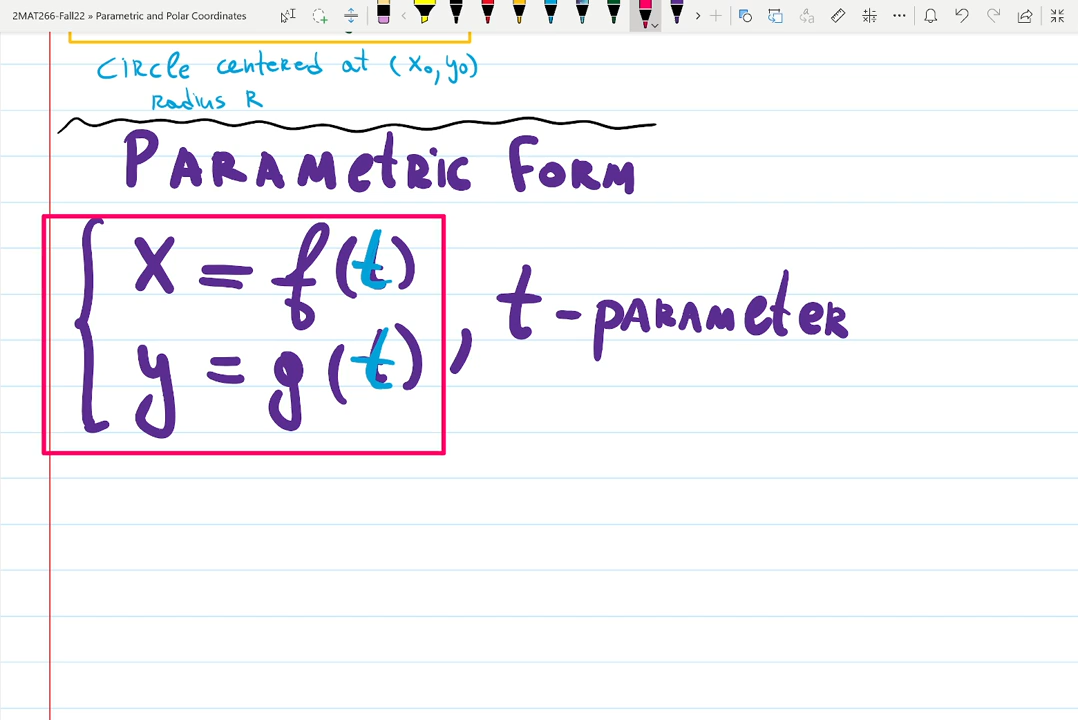 2MAT266-Fall22 » Parametric and Polar Coordinates
Circle centered at (x₀, y₀)
radius R
Parametric Form
{ x = f(t)
y = g(t) , t - parameter